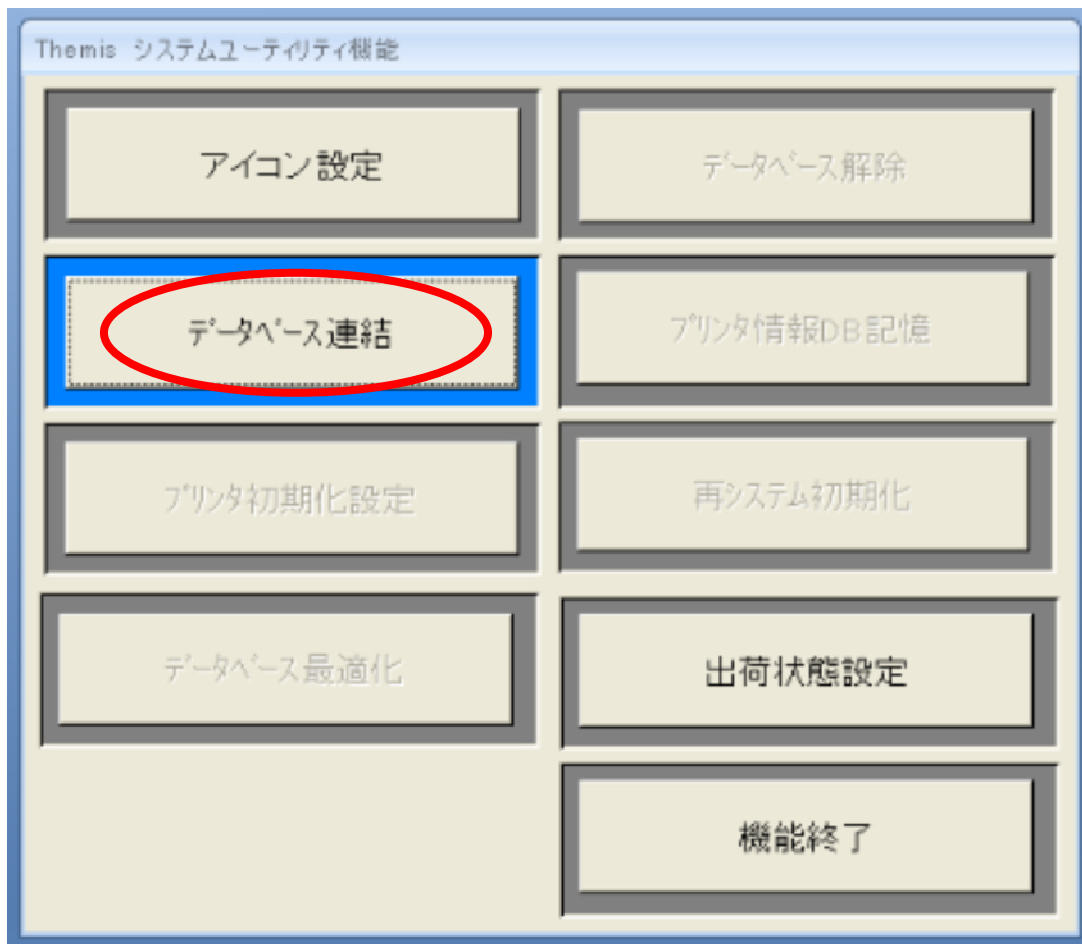 Themis システムユーティリティ機能
アイコン設定
データベース解除
データベース連結
プリンタ情報DB記憶
プリンタ初期化設定
再システム初期化
データベース最適化
出荷状態設定
機能終了